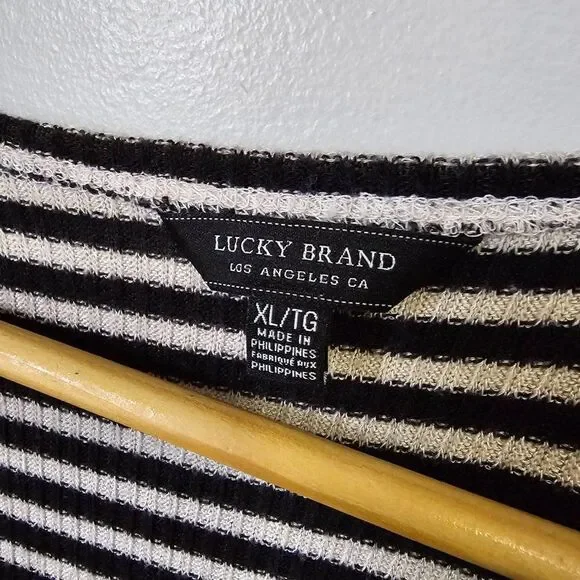 LUCKY BRAND
LOS ANGELES CA
XL/TG
MADE IN
PHILIPPINES
FABRIQUÉ AUX
PHILIPPINES